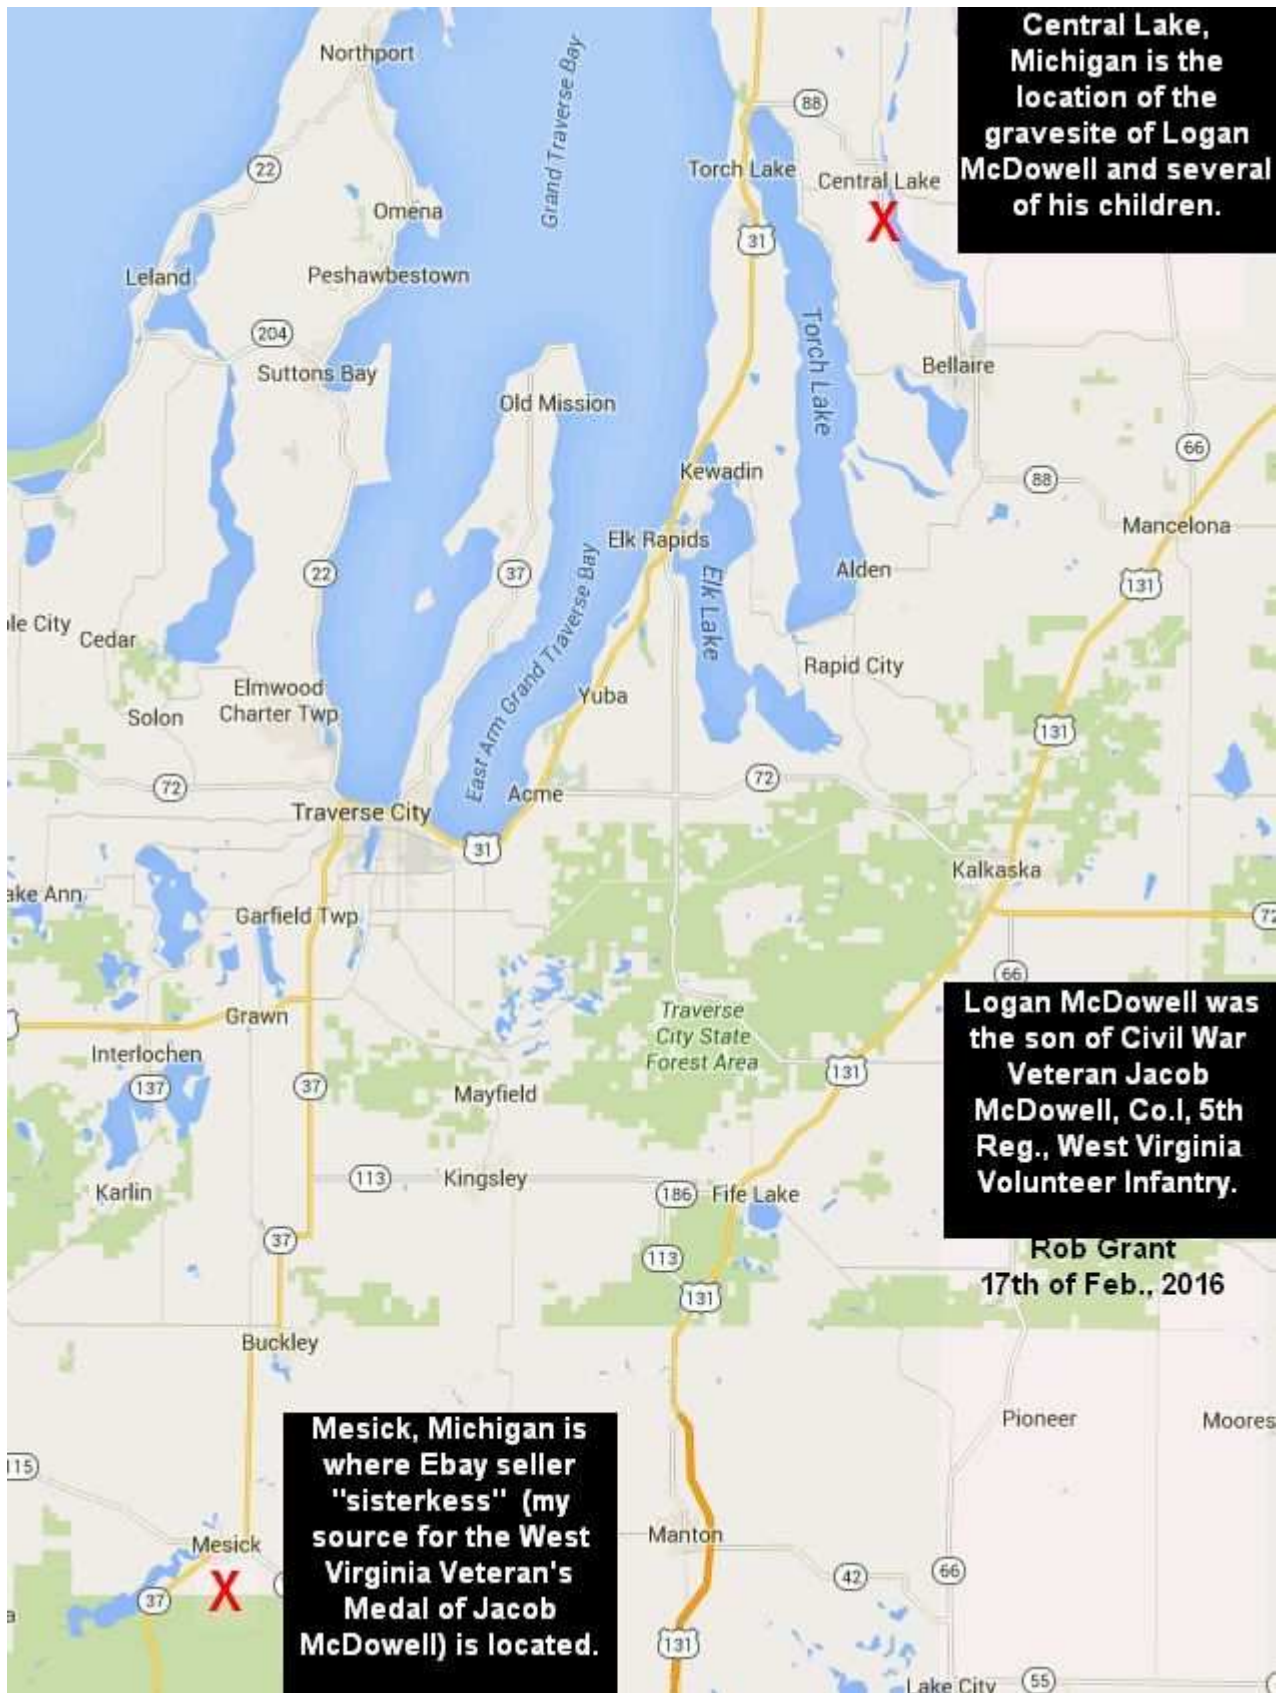 Central Lake,
Michigan is the
location of the
gravesite of Logan
McDowell and several
of his children.
Northport
Grand Traverse Bay
88
22
Torch Lake
Central Lake
X
Omena
31
Leland
Peshawbestown
204
Torch Lake
Suttons Bay
Bellaire
Old Mission
66
Kewadin
88
Mancelona
Elk Rapids
22
37
Alden
131
East Arm Grand Traverse Bay
Elk Lake
ple City
Cedar
Rapid City
Elmwood
Charter Twp
Yuba
Solon
131
72
72
Acme
Traverse City
31
Kalkaska
ake Ann
Garfield Twp
72
66
Logan McDowell was
the son of Civil War
Veteran Jacob
McDowell, Co.I, 5th
Reg., West Virginia
Volunteer Infantry.
Rob Grant
17th of Feb., 2016
Traverse
City State
Forest Area
Grawn
Interlochen
137
37
131
Mayfield
113
Kingsley
186
Fife Lake
Karlin
37
113
131
Buckley
Pioneer
Moores
Mesick, Michigan is
where Ebay seller
"sisterkess" (my
source for the West
Virginia Veteran's
Medal of Jacob
McDowell) is located.
115
Mesick
X
37
Manton
42
66
131
Lake City
55